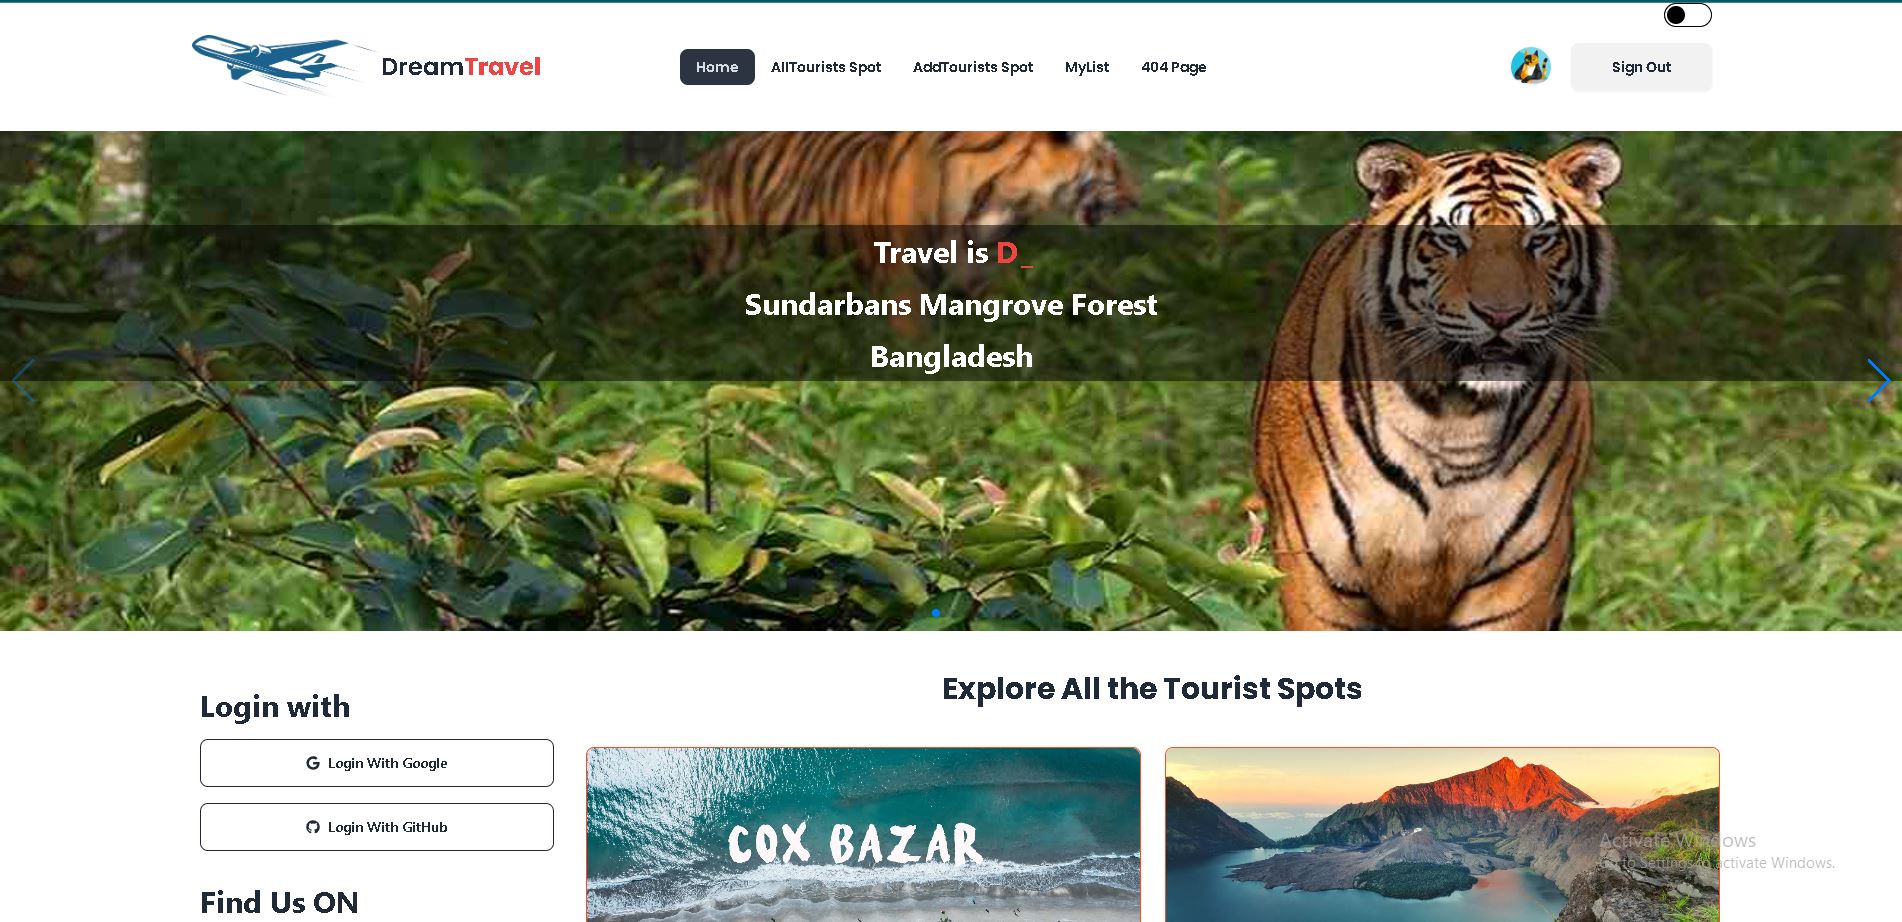 DreamTravel
Home
AllTourists Spot
AddTourists Spot
MyList
404 Page
Sign Out
Travel is D_
Sundarbans Mangrove Forest
Bangladesh
Explore All the Tourist Spots
Login with
Login With Google
Login With GitHub
Find Us ON
COX BAZAR
Activate Windows
Go to Settings to activate Windows.